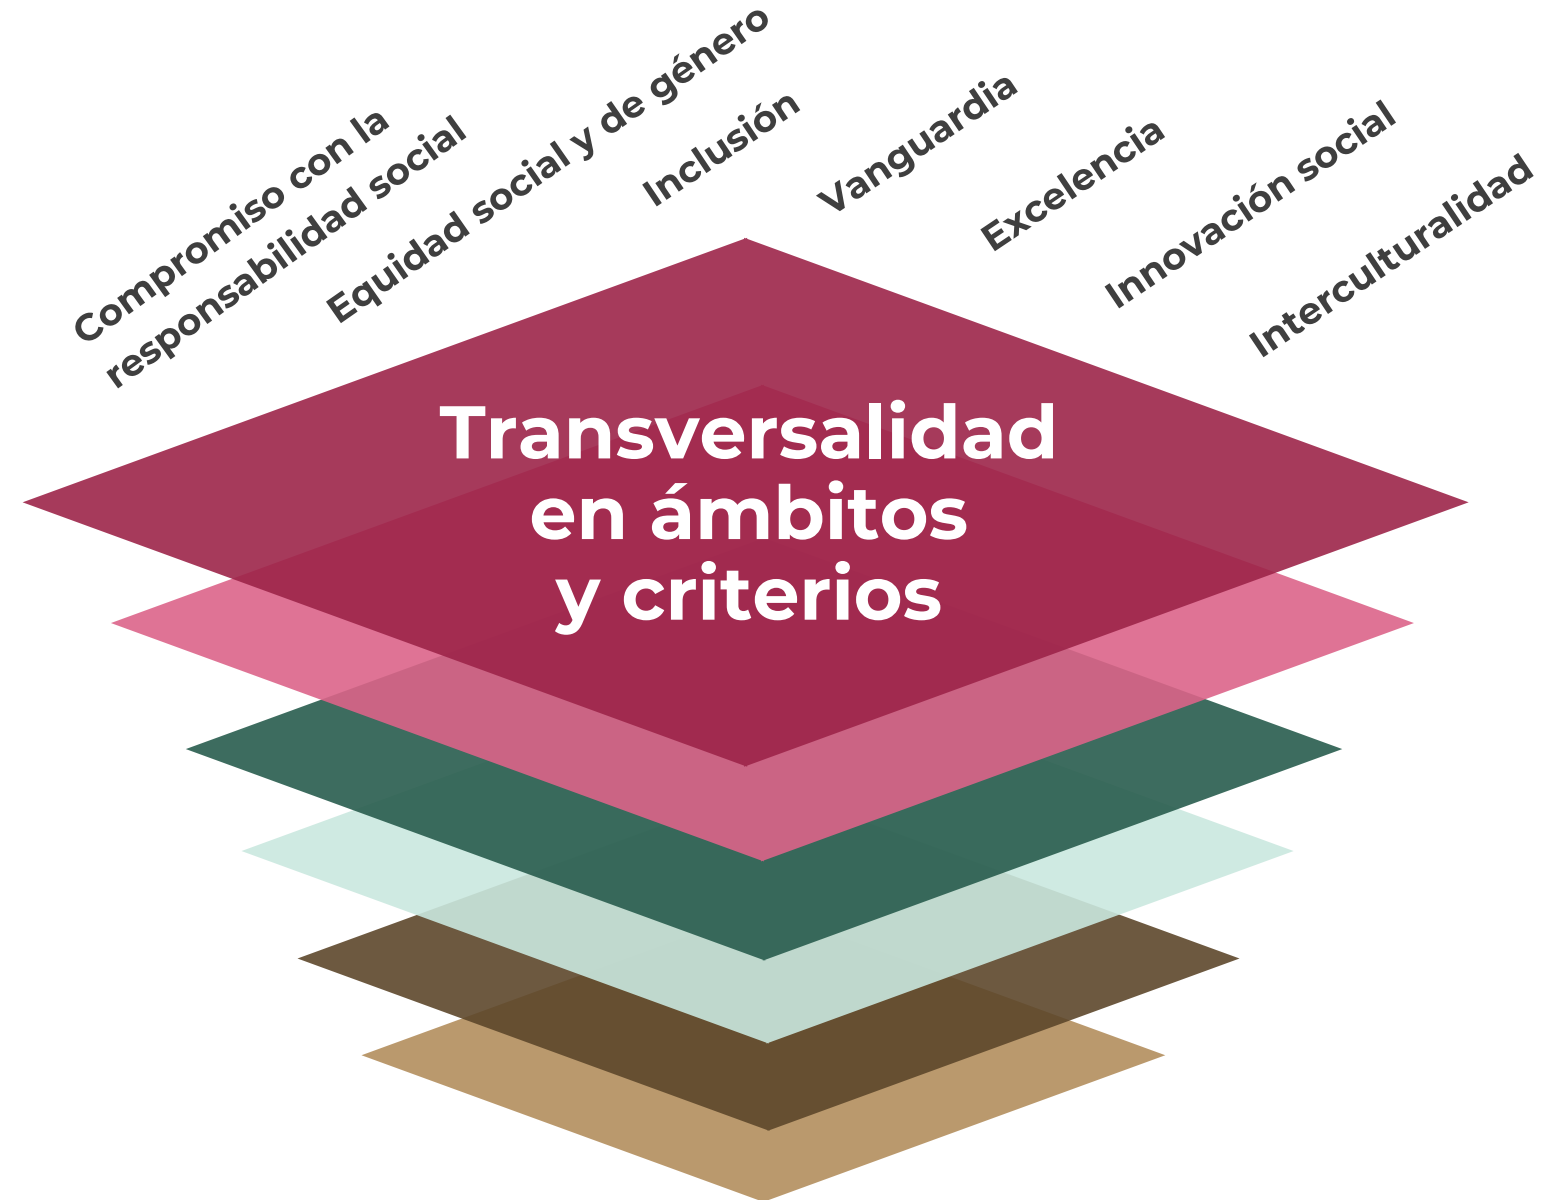 Compromiso con la
responsabilidad social
Equidad social y de género
Inclusión
Vanguardia
Excelencia
Innovación social
Interculturalidad
Transversalidad
en ámbitos
y criterios